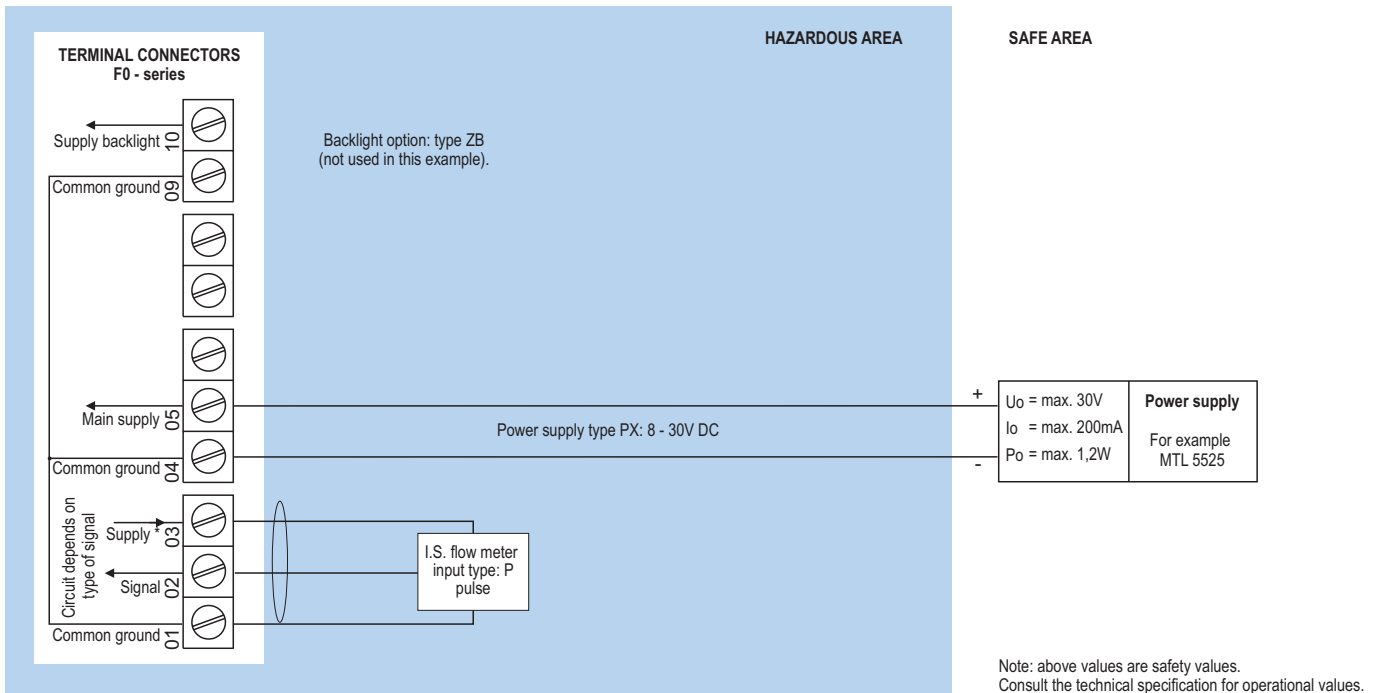 HAZARDOUS AREA
SAFE AREA
TERMINAL CONNECTORS
F0 - series
Supply backlight 10
Common ground 09
Backlight option: type ZB
(not used in this example).
Main supply 05
Common ground 04
Power supply type PX: 8 - 30V DC
+
-
Uo = max. 30V
Io = max. 200mA
Po = max. 1,2W
Power supply
For example
MTL 5525
Circuit depends on
type of signal
Supply * 03
Signal 02
Common ground 01
I.S. flow meter
input type: P
pulse
Note: above values are safety values.
Consult the technical specification for operational values.